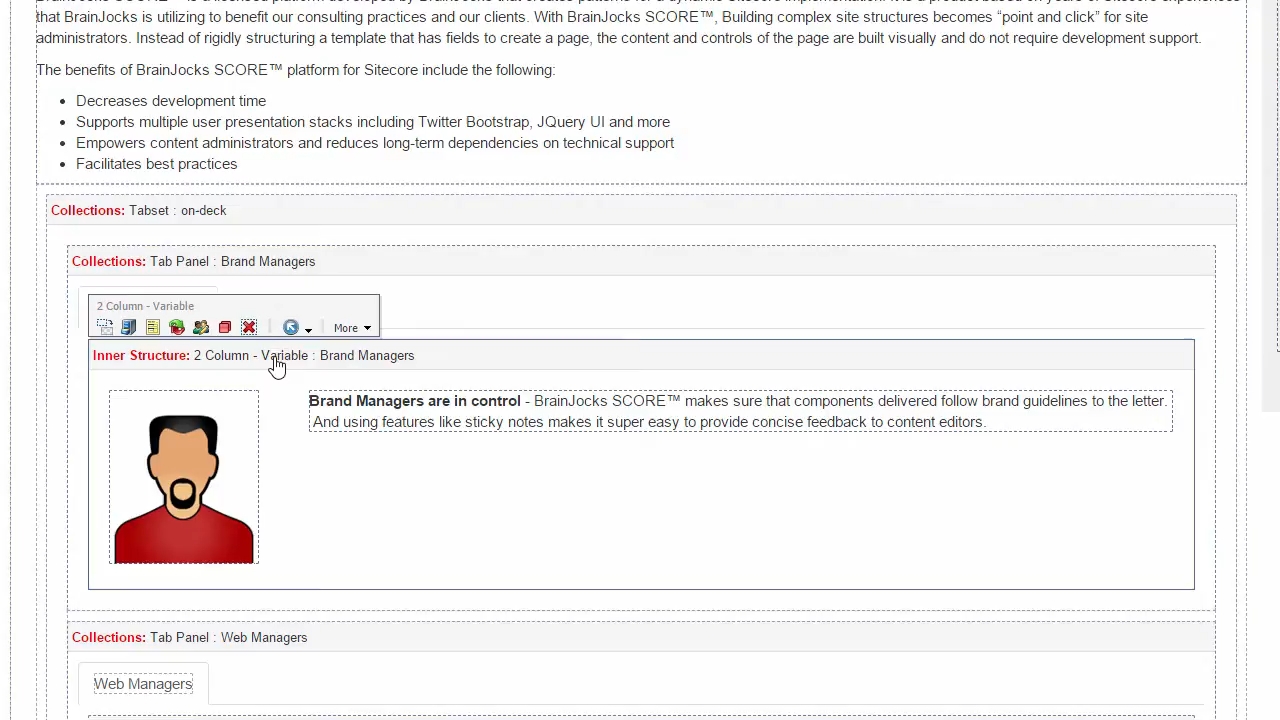 that BrainJocks is utilizing to benefit our consulting practices and our clients. With BrainJocks SCORE™, Building complex site structures becomes “point and click” for site
administrators. Instead of rigidly structuring a template that has fields to create a page, the content and controls of the page are built visually and do not require development support.
The benefits of BrainJocks SCORE™ platform for Sitecore include the following:
• Decreases development time
• Supports multiple user presentation stacks including Twitter Bootstrap, JQuery UI and more
• Empowers content administrators and reduces long-term dependencies on technical support
• Facilitates best practices
Collections: Tabset : on-deck
Collections: Tab Panel : Brand Managers
2 Column - Variable
More
Inner Structure: 2 Column - Variable : Brand Managers
Brand Managers are in control - BrainJocks SCORE™ makes sure that components delivered follow brand guidelines to the letter.
And using features like sticky notes makes it super easy to provide concise feedback to content editors.
Collections: Tab Panel : Web Managers
Web Managers